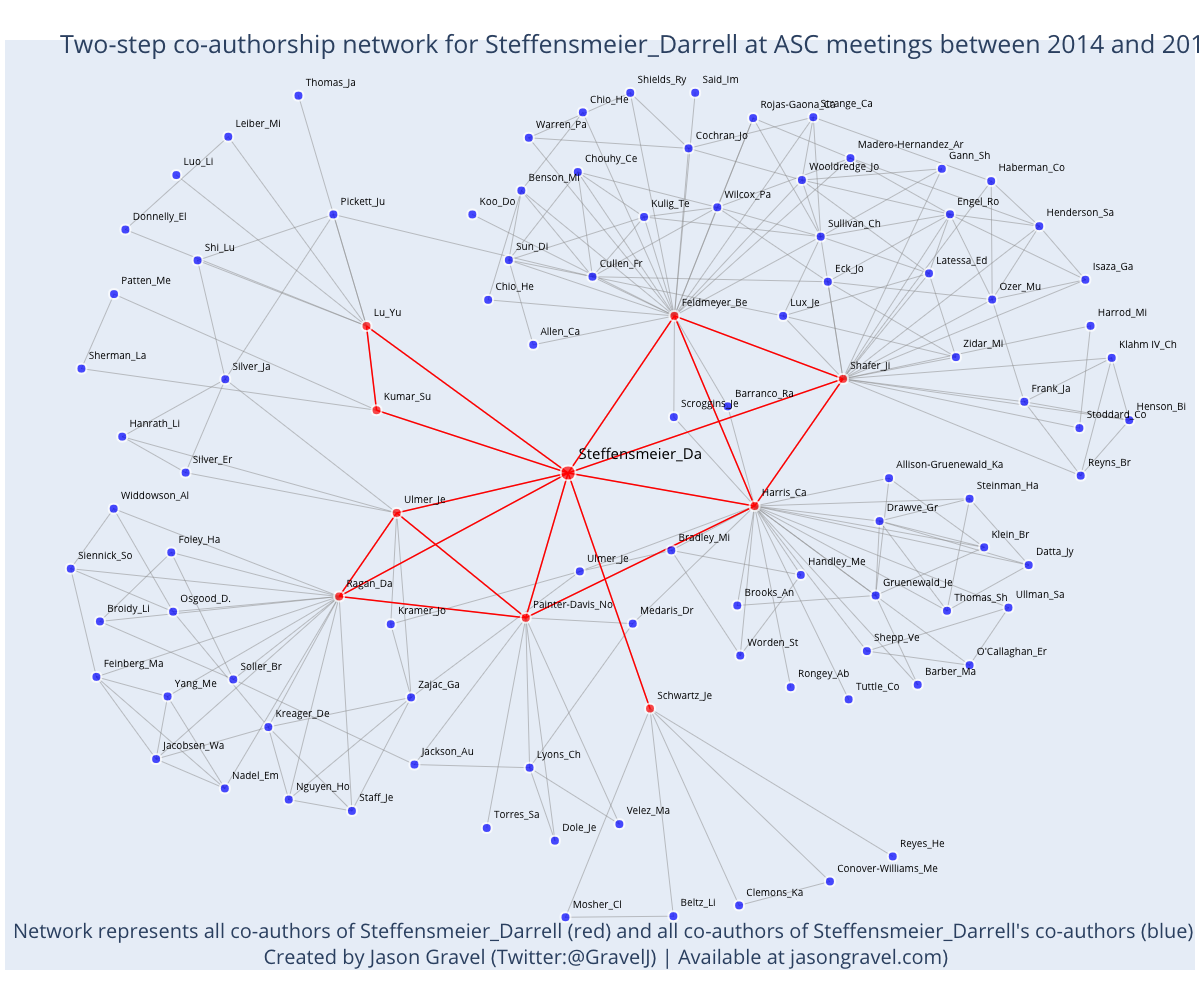 Two-step co-authorship network for Steffensmeier_Darrell at ASC meetings between 2014 and 201
Thomas_Ja
Shields_Ry
Said_Im
Chio_He
Rojas-Gaona_Ca
Strange_Ca
Leiber_Mi
Warren_Pa
Cochran_Jo
Madero-Hernandez_Ar
Luo_Li
Chouhy_Ce
Gann_Sh
Wooldredge_Jo
Haberman_Co
Benson_Mi
Koo_Do
Pickett_Ju
Wilcox_Pa
Kulig_Te
Engel_Ro
Henderson_Sa
Donnelly_El
Sullivan_Ch
Shi_Lu
Sun_Di
Cullen_Fr
Latessa_Ed
Eck_Jo
Isaza_Ga
Patten_Me
Chio_He
Ozer_Mu
Feldmeyer_Be
Lux_Je
Lu_Yu
Harrod_Mi
Allen_Ca
Zidar_Mi
Klahm IV_Ch
Sherman_La
Shafer_Ji
Silver_Ja
Frank_Ja
Barranco_Ra
Kumar_Su
Scroggins_Je
Henson_Bi
Stoddard_Co
Hanrath_Li
Steffensmeier_Da
Silver_Er
Allison-Gruenewald_Ka
Reyns_Br
Steinman_Ha
Widdowson_Al
Ulmer_Je
Harris_Ca
Drawve_Gr
Klein_Br
Foley_Ha
Bradley_Mi
Datta_Jy
Siennick_So
Ulmer_Je
Handley_Me
Ragan_Da
Gruenewald_Je
Osgood_D.
Brooks_An
Thomas_Sh
Ullman_Sa
Broidy_Li
Kramer_Jo
Painter-Davis_No
Medaris_Dr
Worden_St
Shepp_Ve
O'Callaghan_Er
Feinberg_Ma
Soller_Br
Rongey_Ab
Barber_Ma
Yang_Me
Zajac_Ga
Schwartz_Je
Tuttle_Co
Kreager_De
Jacobsen_Wa
Jackson_Au
Lyons_Ch
Nadel_Em
Nguyen_Ho
Staff_Je
Torres_Sa
Dole_Je
Velez_Ma
Reyes_He
Conover-Williams_Me
Clemons_Ka
Mosher_Cl
Beltz_Li
Network represents all co-authors of Steffensmeier_Darrell (red) and all co-authors of Steffensmeier_Darrell's co-authors (blue)
Created by Jason Gravel (Twitter:@GravelJ) | Available at jasongravel.com)